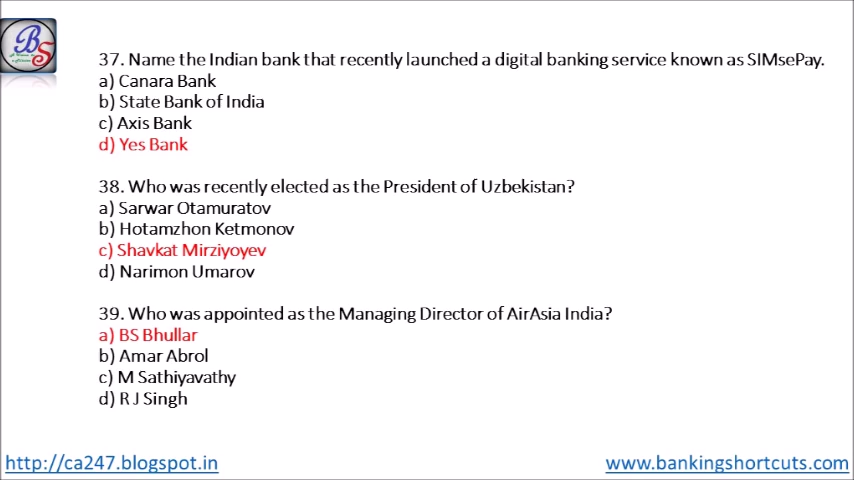 BS
37. Name the Indian bank that recently launched a digital banking service known as SIMsePay.
a) Canara Bank
b) State Bank of India
c) Axis Bank
d) Yes Bank
38. Who was recently elected as the President of Uzbekistan?
a) Sarwar Otamuratov
b) Hotamzhon Ketmonov
c) Shavkat Mirziyoyev
d) Narimon Umarov
39. Who was appointed as the Managing Director of AirAsia India?
a) BS Bhullar
b) Amar Abrol
c) M Sathiyavathy
d) R J Singh
http://ca247.blogspot.in
www.bankingshortcuts.com